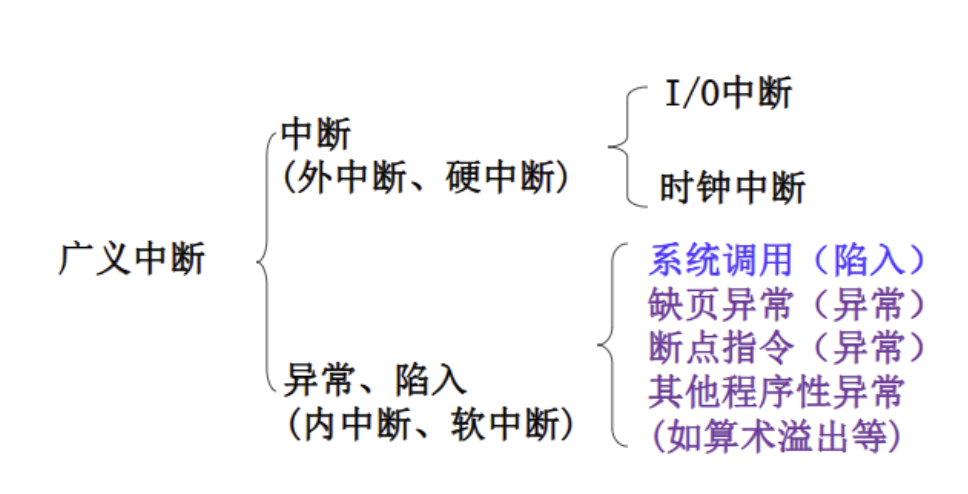 广义中断
中断
(外中断、硬中断)
I/O中断
时钟中断
异常、陷入
(内中断、软中断)
系统调用（陷入）
缺页异常（异常）
断点指令（异常）
其他程序性异常
(如算术溢出等)